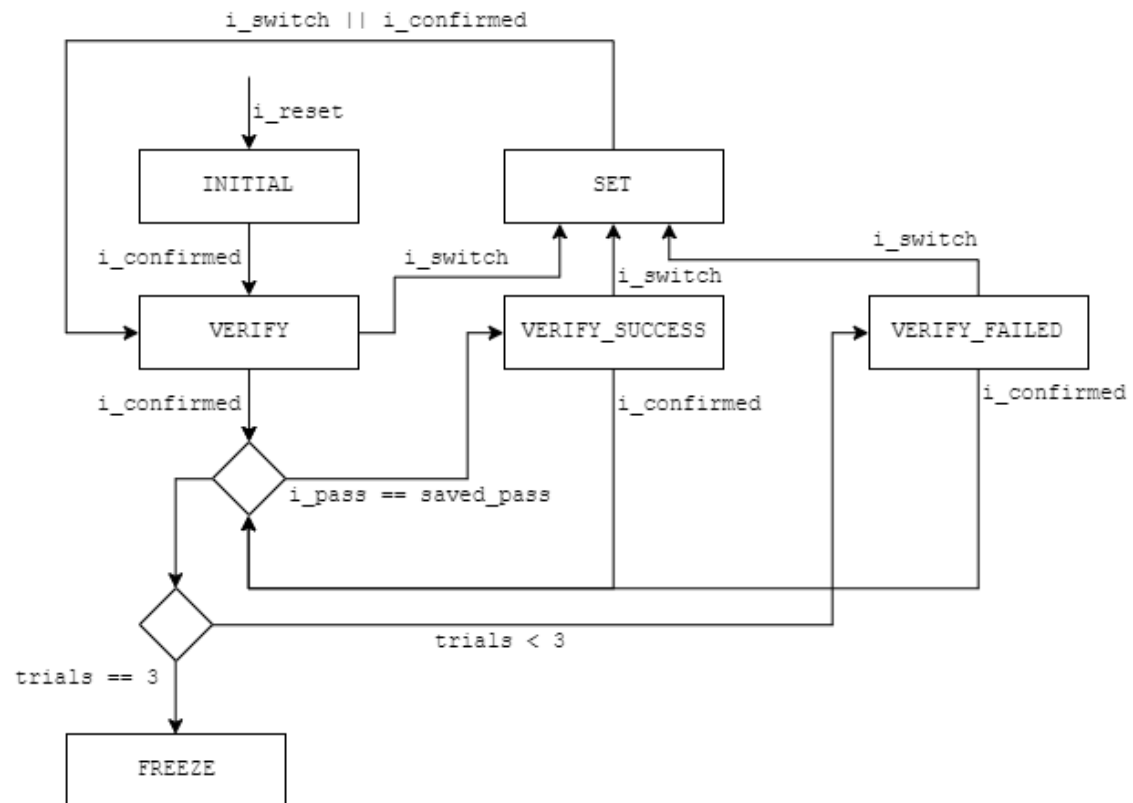 i_switch || i_confirmed
i_reset
INITIAL
SET
i_confirmed
i_switch
i_switch
i_switch
VERIFY
VERIFY_SUCCESS
VERIFY_FAILED
i_confirmed
i_confirmed
i_confirmed
i_pass == saved_pass
trials < 3
trials == 3
FREEZE